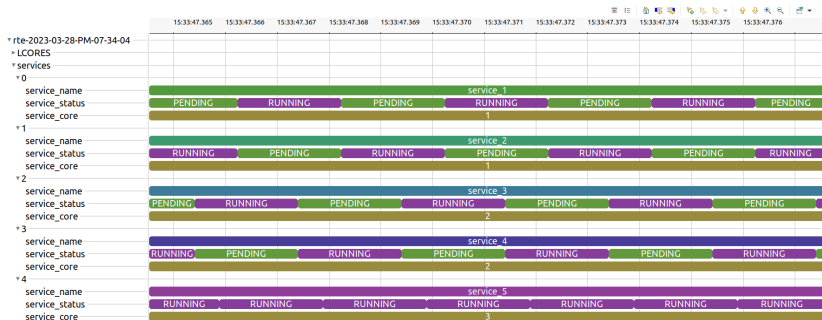 15:33:47.365 15:33:47.366 15:33:47.367 15:33:47.368 15:33:47.369 15:33:47.370 15:33:47.371 15:33:47.372 15:33:47.373 15:33:47.374 15:33:47.375 15:33:47.376
rte-2023-03-28-PM-07-34-04
LCORES
services
0
service_name service_1
service_status PENDING RUNNING PENDING RUNNING PENDING RUNNING PENDING
service_core 1
1
service_name service_2
service_status RUNNING PENDING RUNNING PENDING RUNNING PENDING RUNNING
service_core 1
2
service_name service_3
service_status PENDING RUNNING PENDING RUNNING PENDING RUNNING PENDING
service_core 2
3
service_name service_4
service_status RUNNING PENDING RUNNING PENDING RUNNING PENDING RUNNING
service_core 2
4
service_name service_5
service_status RUNNING RUNNING RUNNING RUNNING RUNNING RUNNING RUNNING
service_core 3